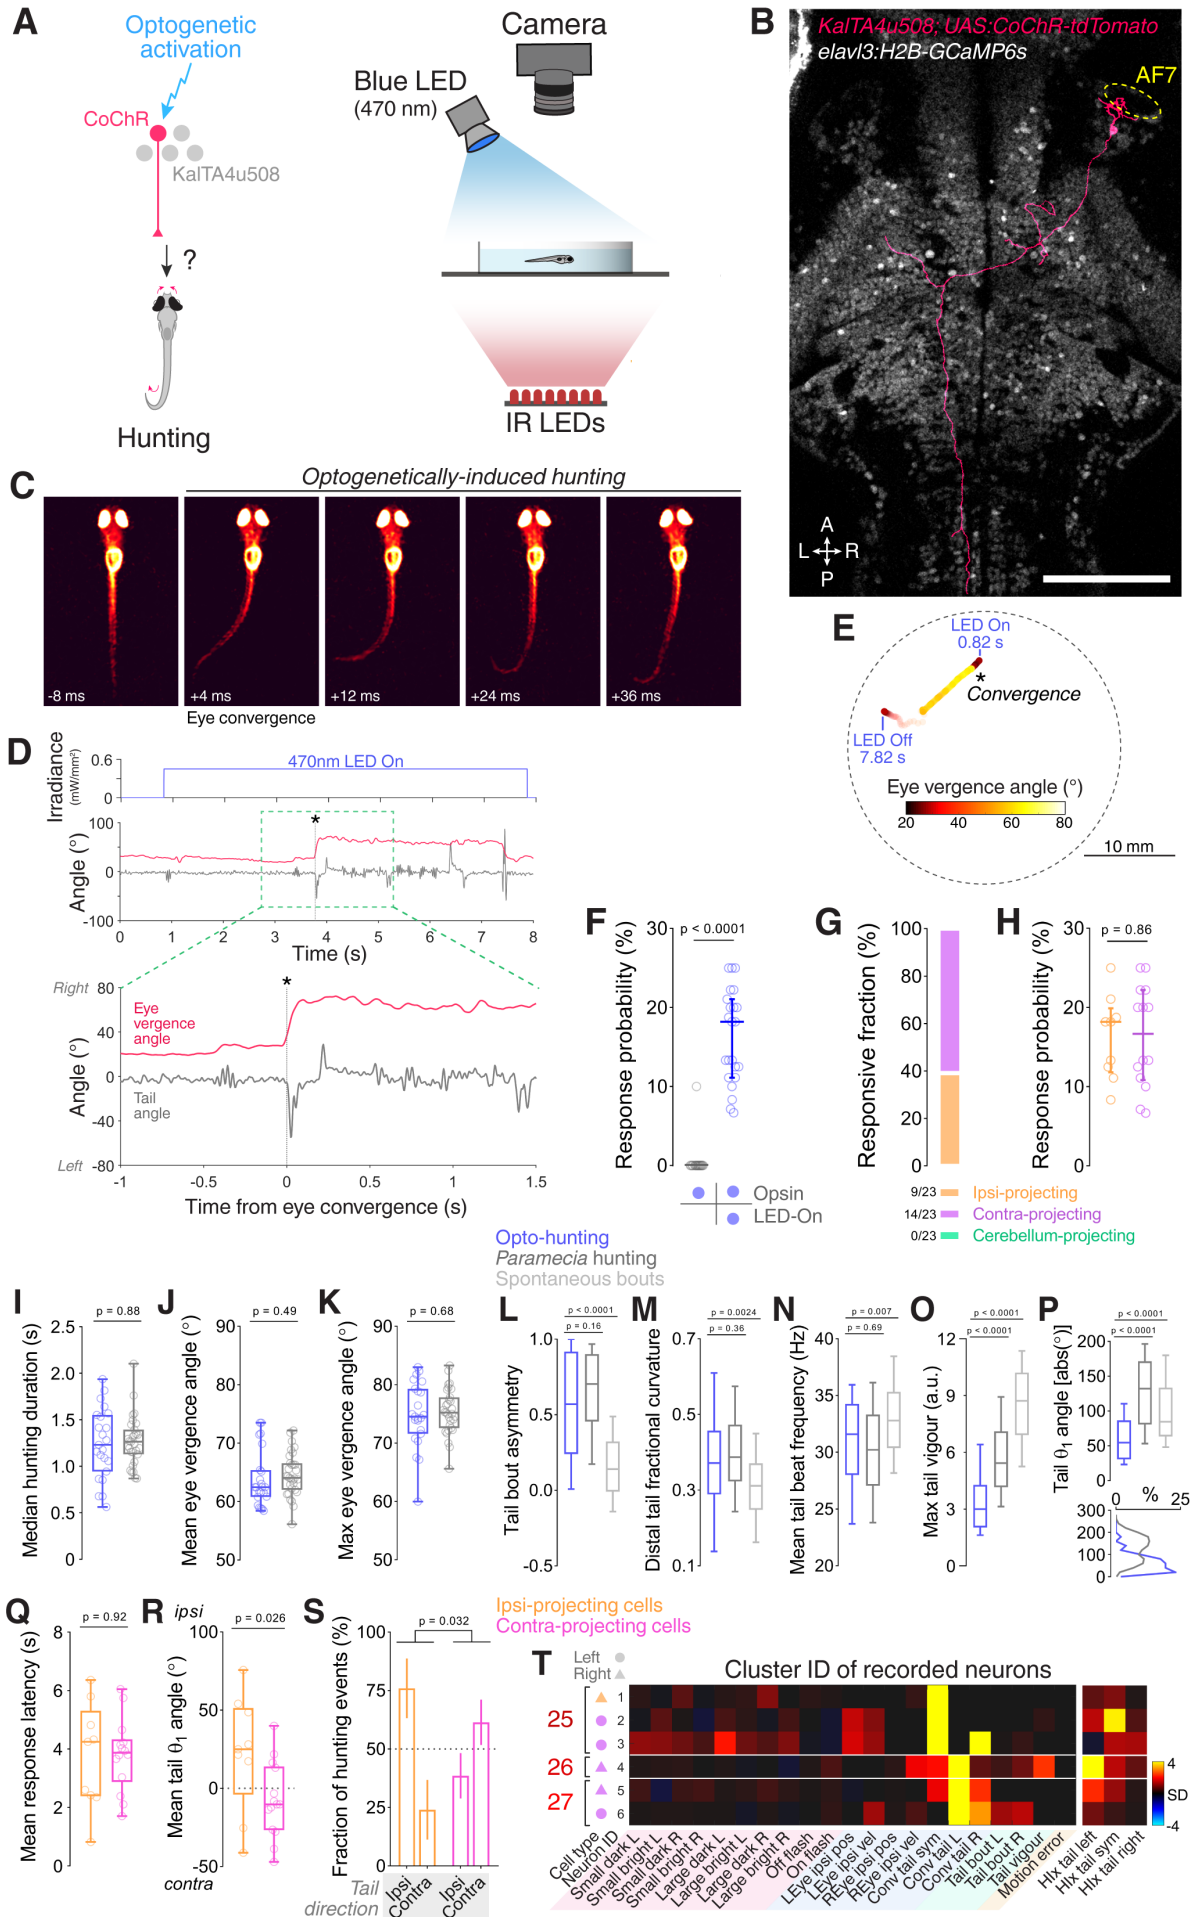 A
Optogenetic
activation
CoChR
KalTA4u508
?
Hunting
Camera
Blue LED
(470 nm)
IR LEDs
B
KalTA4u508; UAS:CoChR-tdTomato
elavl3:H2B-GCaMP6s
AF7
A
L R
P
C
Optogenetically-induced hunting
-8 ms
+4 ms
+12 ms
+24 ms
+36 ms
Eye convergence
D
Irradiance
(mW/mm²)
0.6
0
470nm LED On
Angle (°)
100
0
-100
*
0 1 2 3 4 5 6 7 8
Time (s)
Right
Angle (°)
80
40
0
-40
-80
Left
*
Eye
vergence
angle
Tail
angle
-1 -0.5 0 0.5 1 1.5
Time from eye convergence (s)
E
LED On
0.82 s
*
Convergence
LED Off
7.82 s
Eye vergence angle (°)
20 40 60 80
10 mm
F
Response probability (%)
30
20
10
0
p < 0.0001
Opsin
LED-On
G
Responsive fraction (%)
100
80
60
40
20
0
9/23 Ipsi-projecting
14/23 Contra-projecting
0/23 Cerebellum-projecting
H
Response probability (%)
30
20
10
0
p = 0.86
Opto-hunting
Paramecia hunting
Spontaneous bouts
I
Median hunting duration (s)
2.5
2.0
1.5
1.0
0.5
0
p = 0.88
J
Mean eye vergence angle (°)
90
80
70
60
50
p = 0.49
K
Max eye vergence angle (°)
90
80
70
60
50
p = 0.68
L
Tail bout asymmetry
1.0
0.5
0.0
-0.5
p < 0.0001
p = 0.16
M
Distal tail fractional curvature
0.7
0.5
0.3
0.1
p = 0.0024
p = 0.36
N
Mean tail beat frequency (Hz)
40
35
30
25
20
p = 0.007
p = 0.69
O
Max tail vigour (a.u.)
12
9
6
3
0
p < 0.0001
p < 0.0001
P
Tail θ1 angle [abs(°)]
200
150
100
50
0
p < 0.0001
p < 0.0001
0 % 25
300
200
100
0
Q
Mean response latency (s)
8
6
4
2
0
p = 0.92
R
ipsi
Mean tail θ1 angle (°)
100
50
0
-50
contra
p = 0.026
S
Fraction of hunting events (%)
100
75
50
25
0
p = 0.032
Ipsi-projecting cells
Contra-projecting cells
Tail
direction
Ipsi
Contra
Ipsi
Contra
T
Left
Right
Cluster ID of recorded neurons
25
26
27
1
2
3
4
5
6
4
SD
-4
Cell type
Neuron ID
Small dark L
Small bright L
Small dark R
Small bright R
Large dark L
Large bright L
Large dark R
Large bright R
Off flash
On flash
LEye ipsi pos
LEye ipsi vel
REye ipsi pos
REye ipsi vel
Conv tail sym
Conv tail L
Conv tail R
Tail bout L
Tail bout R
Tail vigour
Motion error
Hlx tail left
Hlx tail sym
Hlx tail right